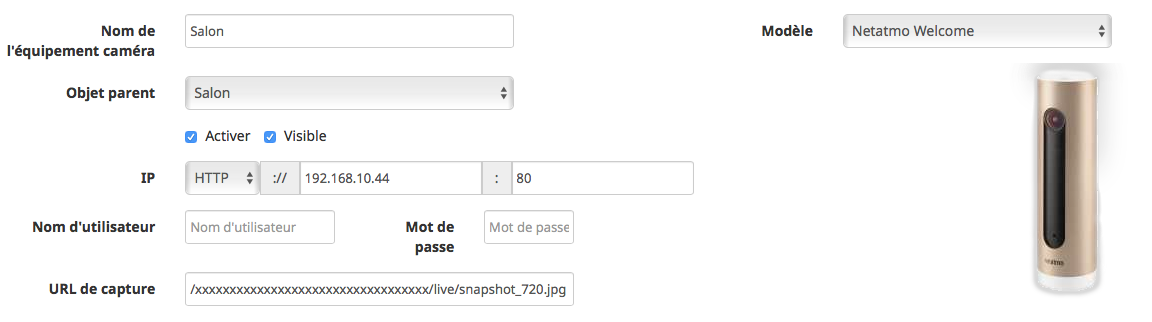 Nom de l'équipement caméra
Salon
Modèle
Netatmo Welcome
Objet parent
Salon
Activer
Visible
IP
HTTP
://
192.168.10.44
:
80
Nom d'utilisateur
Nom d'utilisateur
Mot de passe
Mot de passe
URL de capture
/xxxxxxxxxxxxxxxxxxxxxxxxxxxxxxxxxx/live/snapshot_720.jpg
netatmo